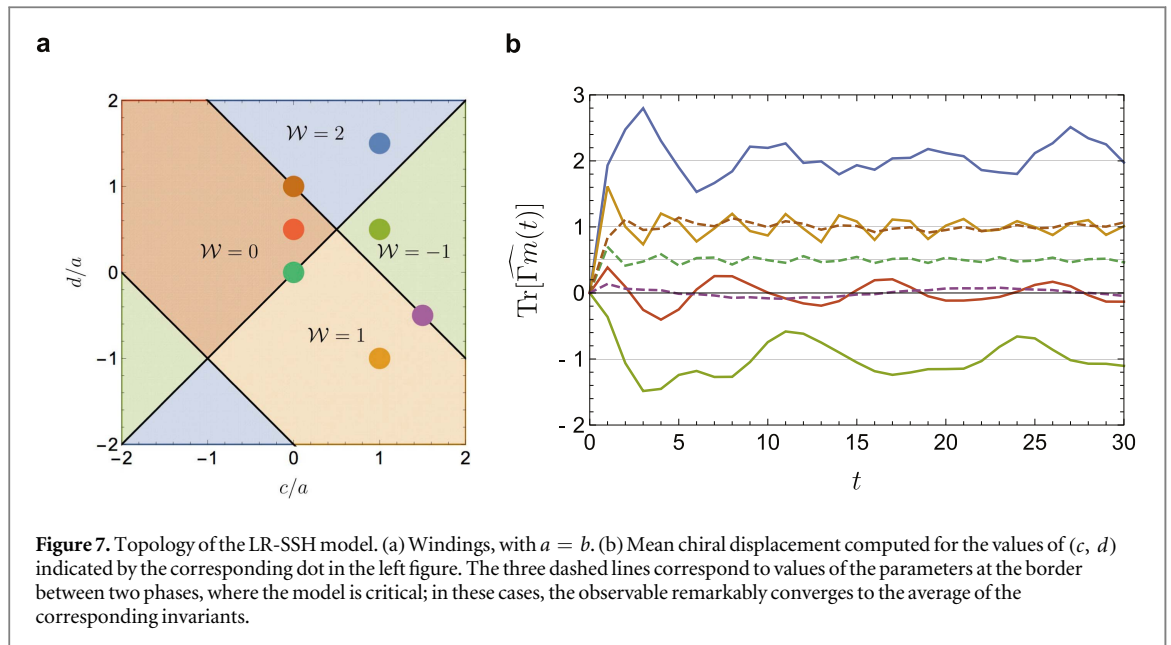 a
b
2
1
0
−1
−2
d/a
−2
−1
0
1
2
c/a
𝒲 = 2
𝒲 = 0
𝒲 = −1
𝒲 = 1
3
2
1
0
- 1
- 2
Tr[Γ̂m(t)]
0
5
10
15
20
25
30
t
Figure 7. Topology of the LR-SSH model. (a) Windings, with a = b. (b) Mean chiral displacement computed for the values of (c, d)
indicated by the corresponding dot in the left figure. The three dashed lines correspond to values of the parameters at the border
between two phases, where the model is critical; in these cases, the observable remarkably converges to the average of the
corresponding invariants.